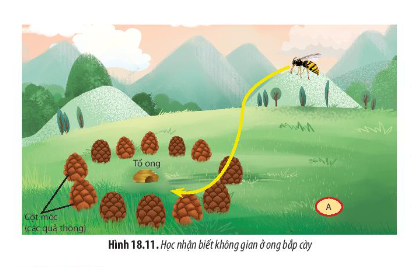 Tổ ong
Cột mốc
(các quả thông)
A
Hình 18.11. Học nhận biết không gian ở ong bắp cày